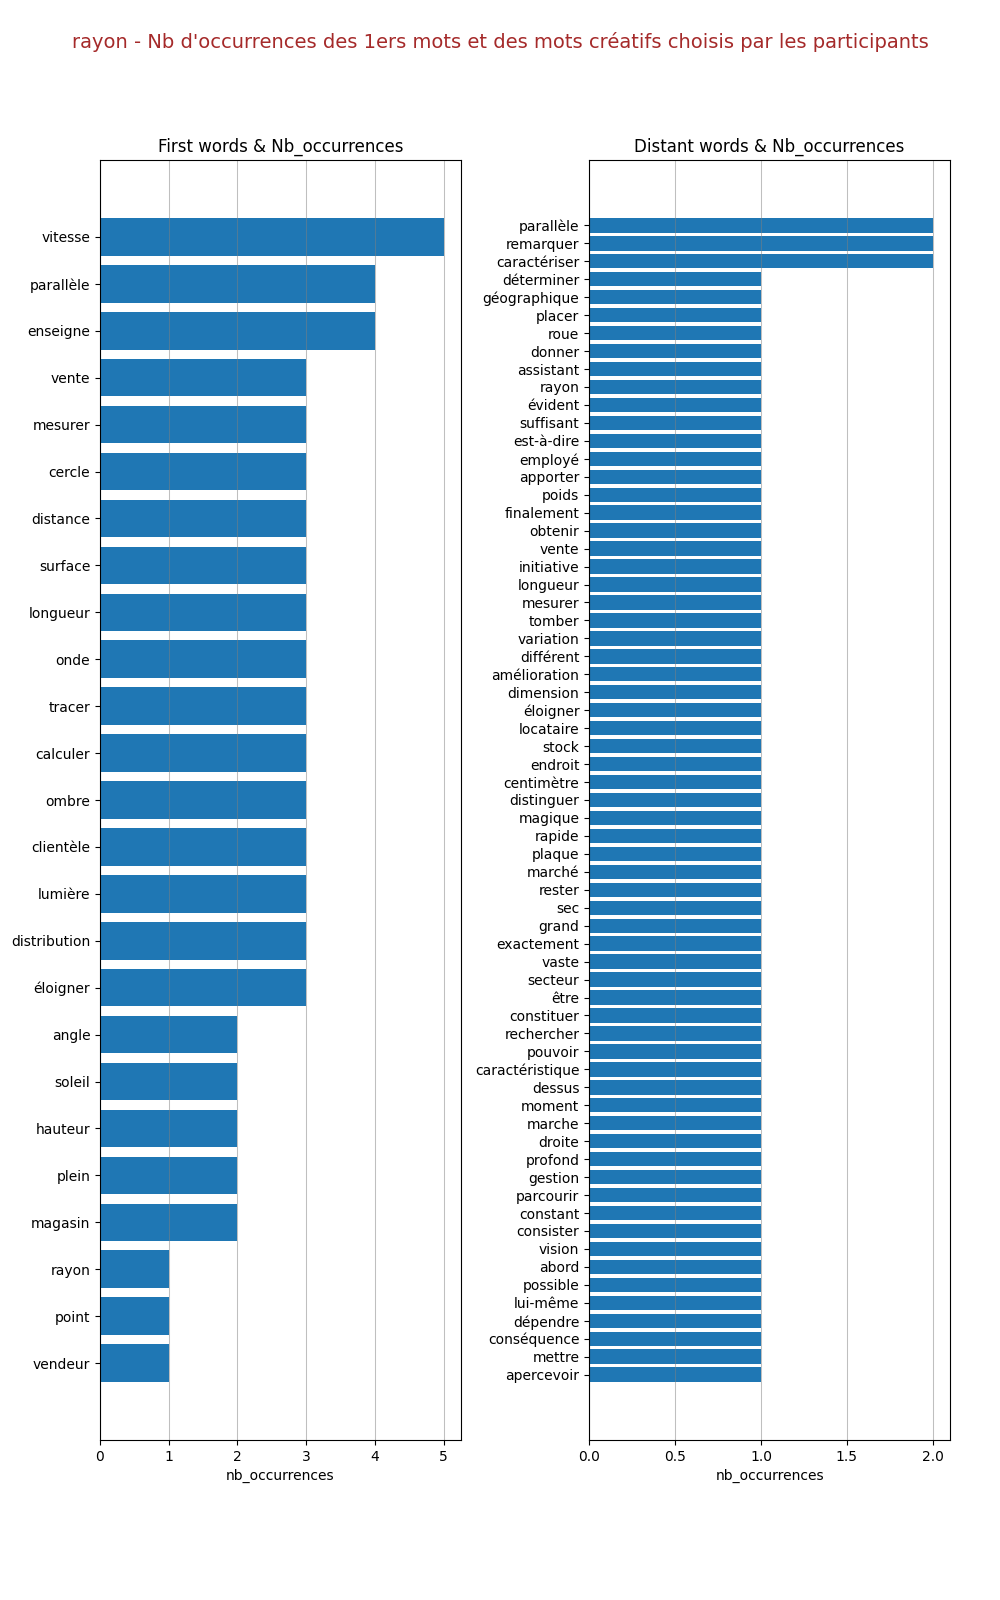 rayon - Nb d'occurrences des 1ers mots et des mots créatifs choisis par les participants
First words & Nb_occurrences
vitesse
parallèle
enseigne
vente
mesurer
cercle
distance
surface
longueur
onde
tracer
calculer
ombre
clientèle
lumière
distribution
éloigner
angle
soleil
hauteur
plein
magasin
rayon
point
vendeur
0 1 2 3 4 5
nb_occurrences
Distant words & Nb_occurrences
parallèle
remarquer
caractériser
déterminer
géographique
placer
roue
donner
assistant
rayon
évident
suffisant
est-à-dire
employé
apporter
poids
finalement
obtenir
vente
initiative
longueur
mesurer
tomber
variation
différent
amélioration
dimension
éloigner
locataire
stock
endroit
centimètre
distinguer
magique
rapide
plaque
marché
rester
sec
grand
exactement
vaste
secteur
être
constituer
rechercher
pouvoir
caractéristique
dessus
moment
marche
droite
profond
gestion
parcourir
constant
consister
vision
abord
possible
lui-même
dépendre
conséquence
mettre
apercevoir
0.0 0.5 1.0 1.5 2.0
nb_occurrences